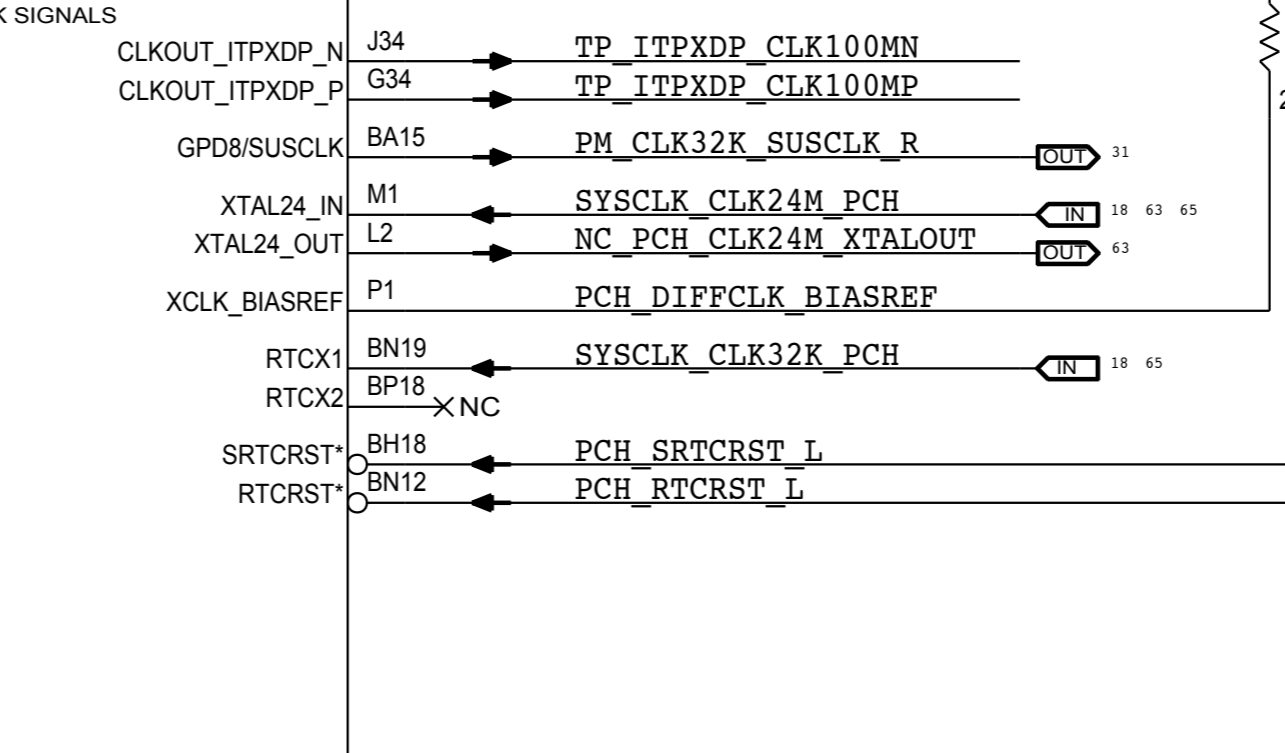 K SIGNALS
CLKOUT_ITPXDP_N J34 TP_ITPXDP_CLK100MN
CLKOUT_ITPXDP_P G34 TP_ITPXDP_CLK100MP
2
GPD8/SUSCLK BA15 PM_CLK32K_SUSCLK_R OUT 31
XTAL24_IN M1 SYSCLK_CLK24M_PCH IN 18 63 65
XTAL24_OUT L2 NC_PCH_CLK24M_XTALOUT OUT 63
XCLK_BIASREF P1 PCH_DIFFCLK_BIASREF
RTCX1 BN19 SYSCLK_CLK32K_PCH IN 18 65
RTCX2 BP18 NC
SRTCRST* BH18 PCH_SRTCRST_L
RTCRST* BN12 PCH_RTCRST_L